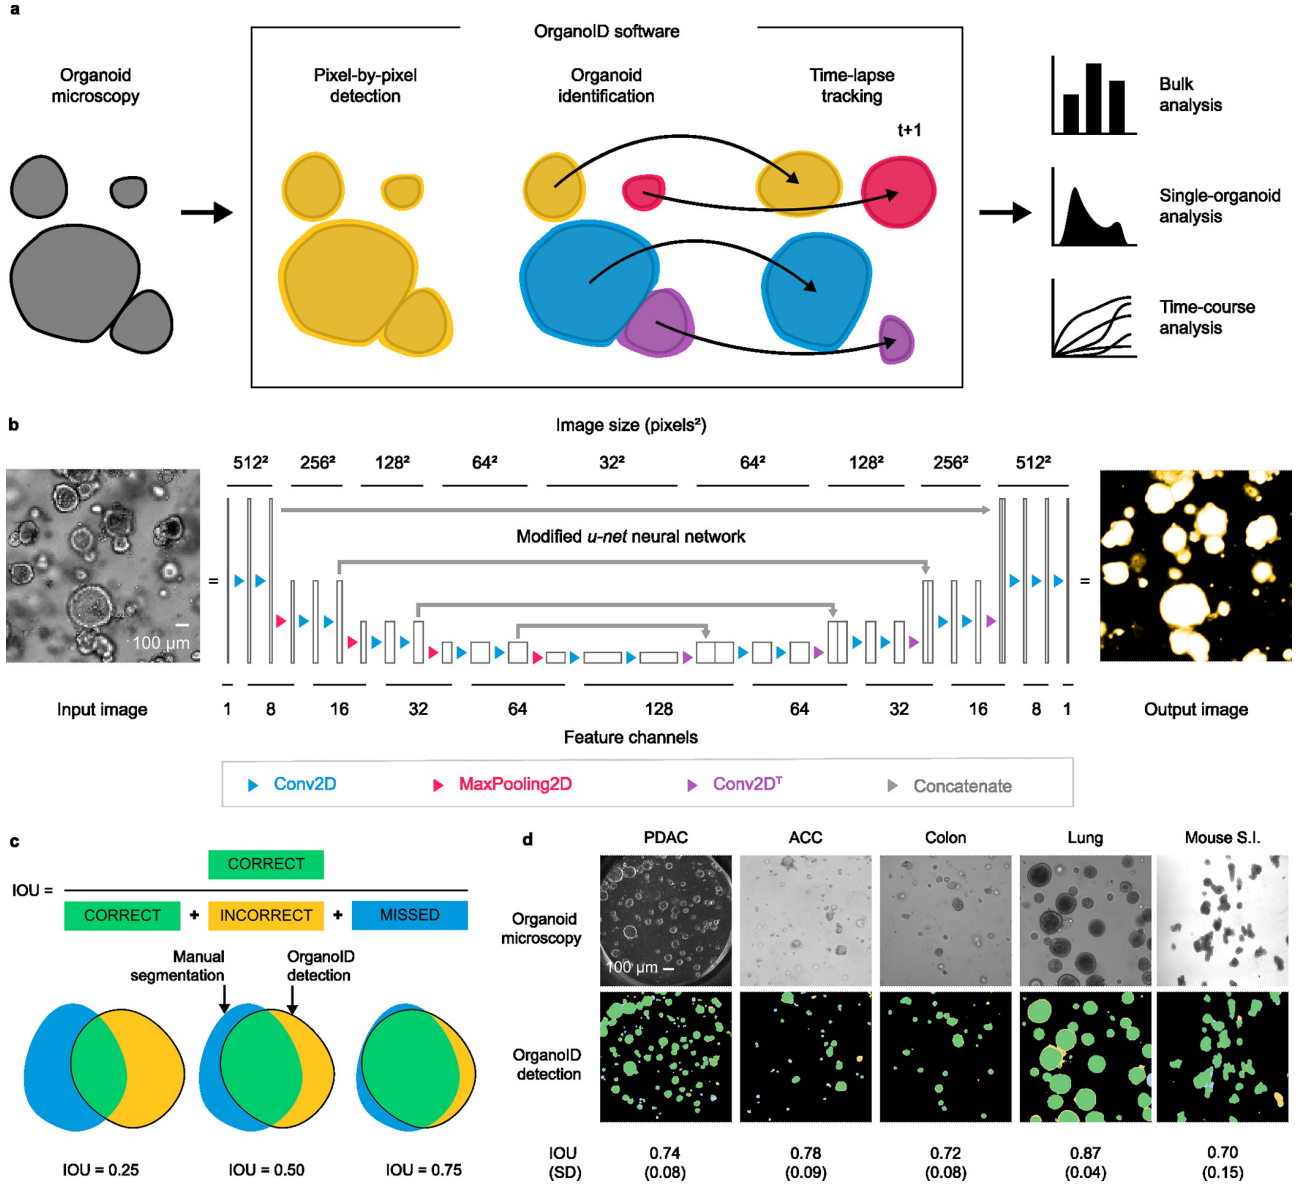 a
OrganoID software
Organoid
microscopy
Pixel-by-pixel
detection
Organoid
identification
Time-lapse
tracking
t+1
Bulk
analysis
Single-organoid
analysis
Time-course
analysis
b
Image size (pixels²)
512² 256² 128² 64² 32² 64² 128² 256² 512²
Modified u-net neural network
= =
100 µm
Input image
1 8 16 32 64 128 64 32 16 8 1
Output image
Feature channels
Conv2D MaxPooling2D Conv2Dᵀ Concatenate
c
CORRECT
IOU =
CORRECT + INCORRECT + MISSED
Manual
segmentation
OrganoID
detection
IOU = 0.25 IOU = 0.50 IOU = 0.75
d
PDAC ACC Colon Lung Mouse S.I.
Organoid
microscopy
100 µm
OrganoID
detection
IOU 0.74 0.78 0.72 0.87 0.70
(SD) (0.08) (0.09) (0.08) (0.04) (0.15)